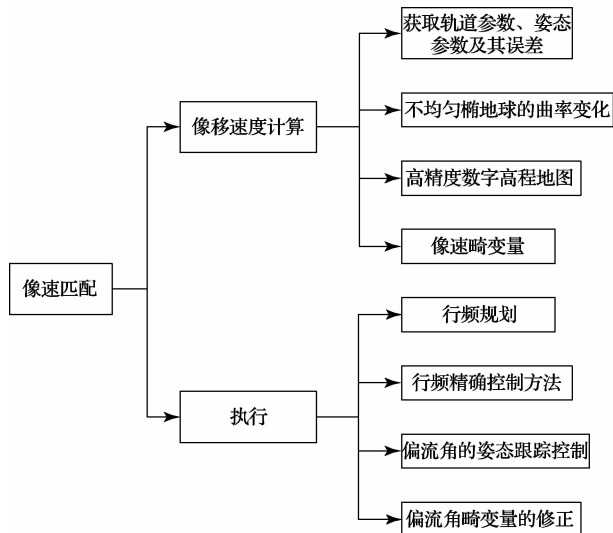 获取轨道参数、姿态
参数及其误差
不均匀椭地球的曲率变化
像移速度计算
高精度数字高程地图
像速畸变量
像速匹配
行频规划
行频精确控制方法
执行
偏流角的姿态跟踪控制
偏流角畸变量的修正